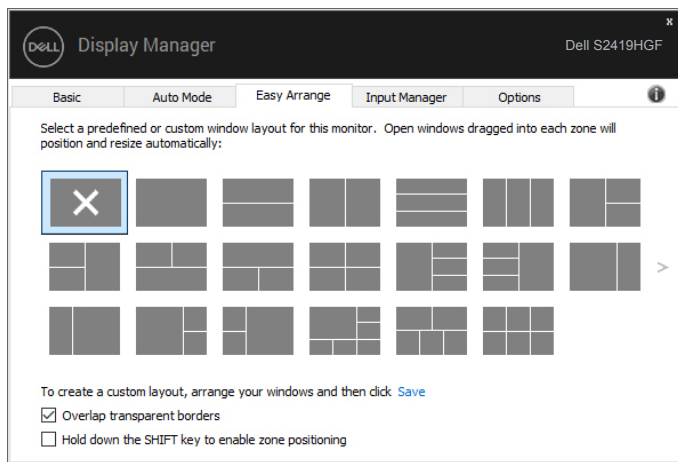 x
DELL Display Manager
Dell S2419HGF
Basic Auto Mode Easy Arrange Input Manager Options
Select a predefined or custom window layout for this monitor. Open windows dragged into each zone will
position and resize automatically:
>
To create a custom layout, arrange your windows and then click Save
Overlap transparent borders
Hold down the SHIFT key to enable zone positioning